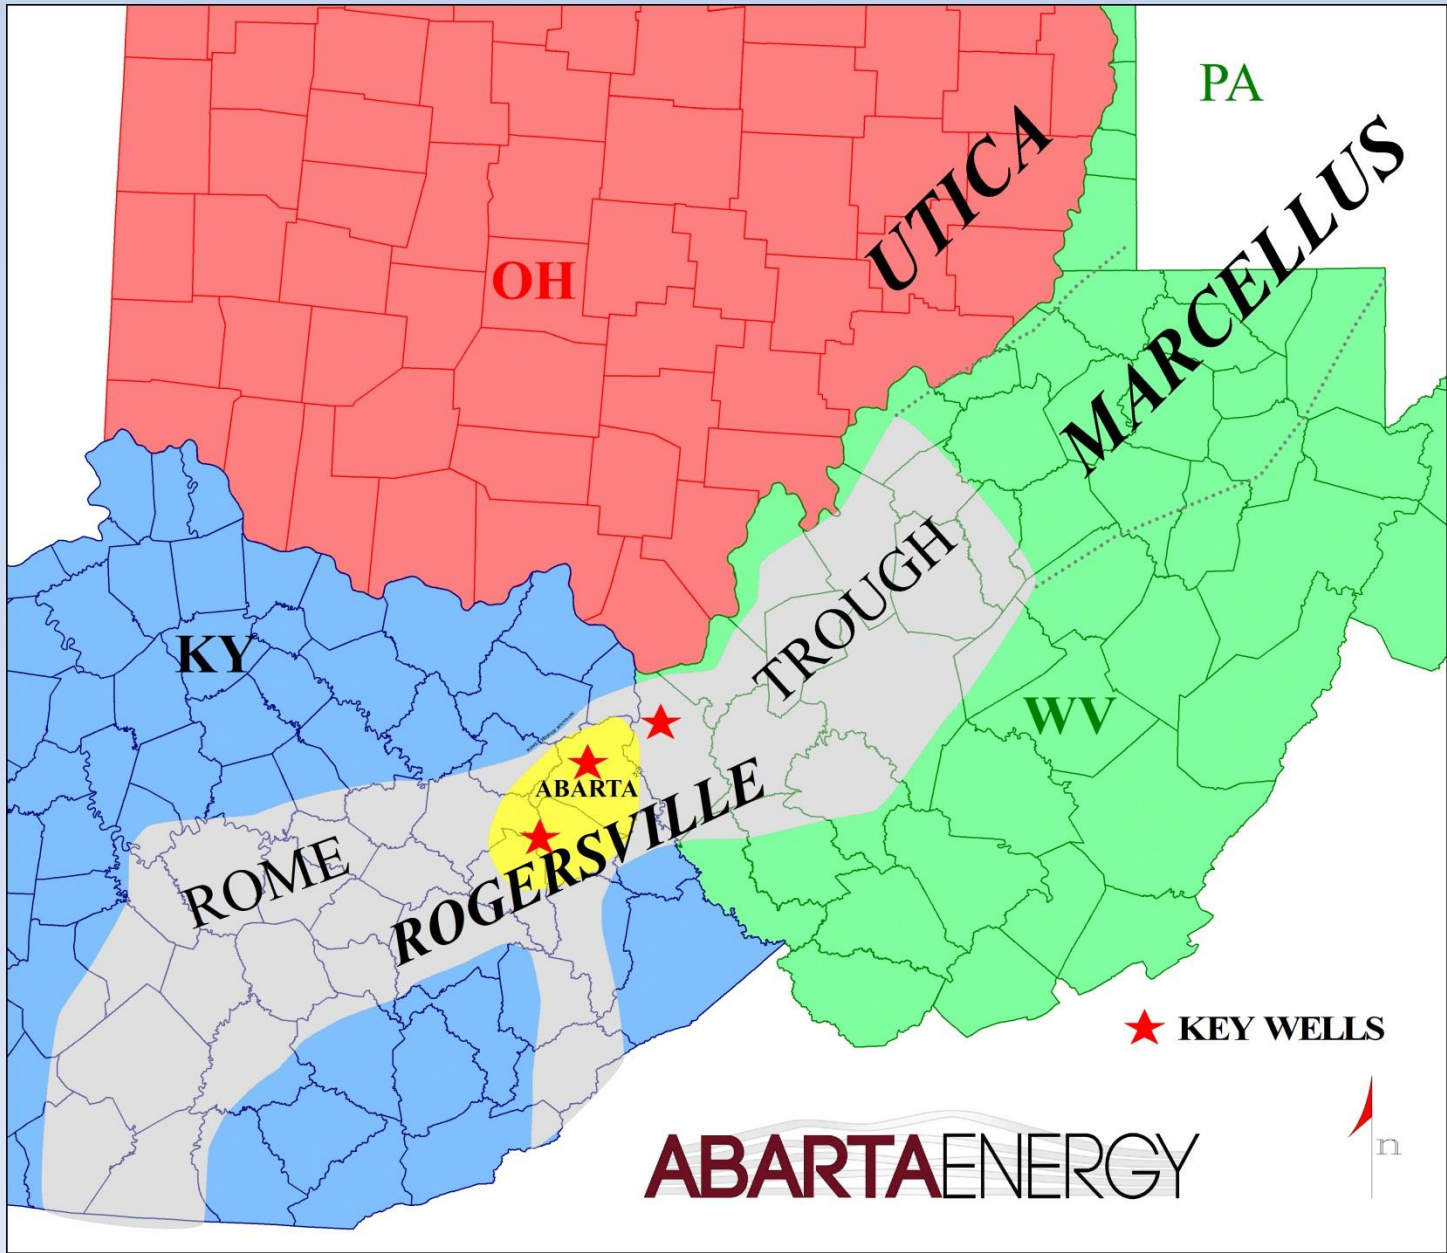 PA
UTICA
MARCELLUS
OH
TROUGH
KY
WV
ABARTA
ROGERSVILLE
ROME
KEY WELLS
n
ABARTAENERGY